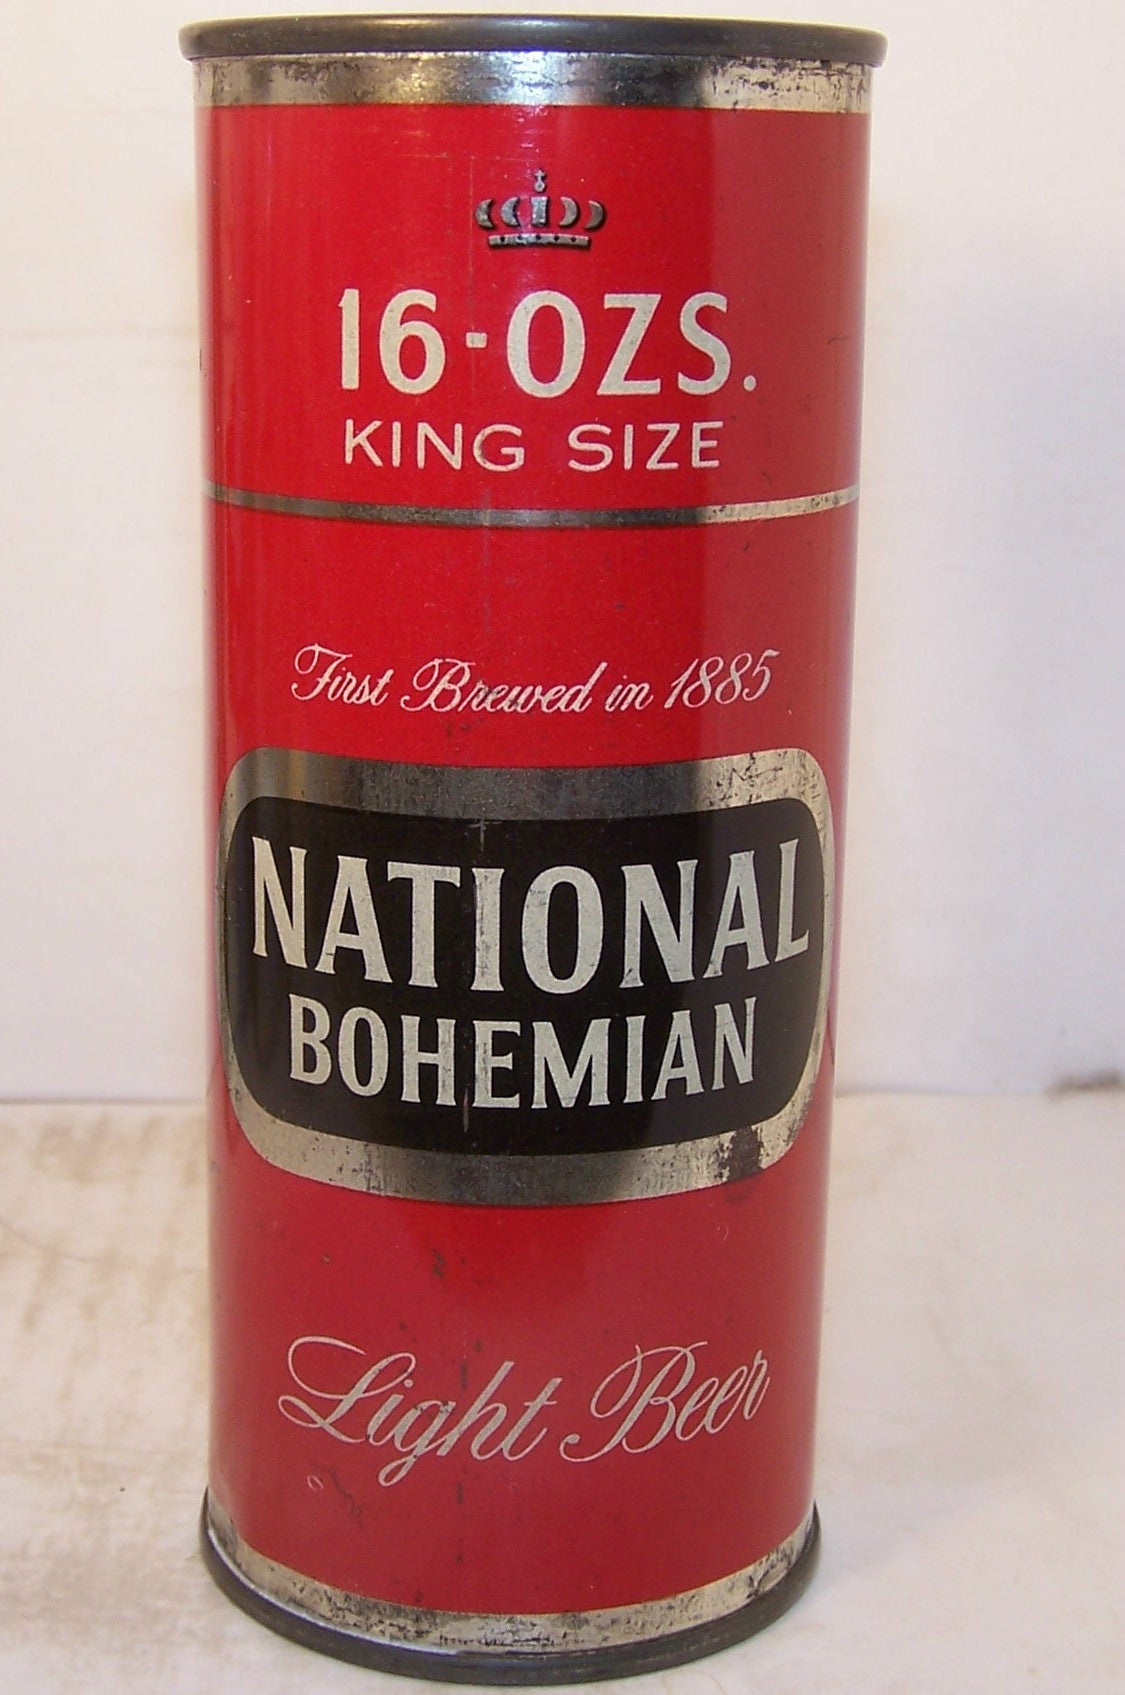 16-OZS.
KING SIZE
First Brewed in 1885
NATIONAL
BOHEMIAN
Light Beer